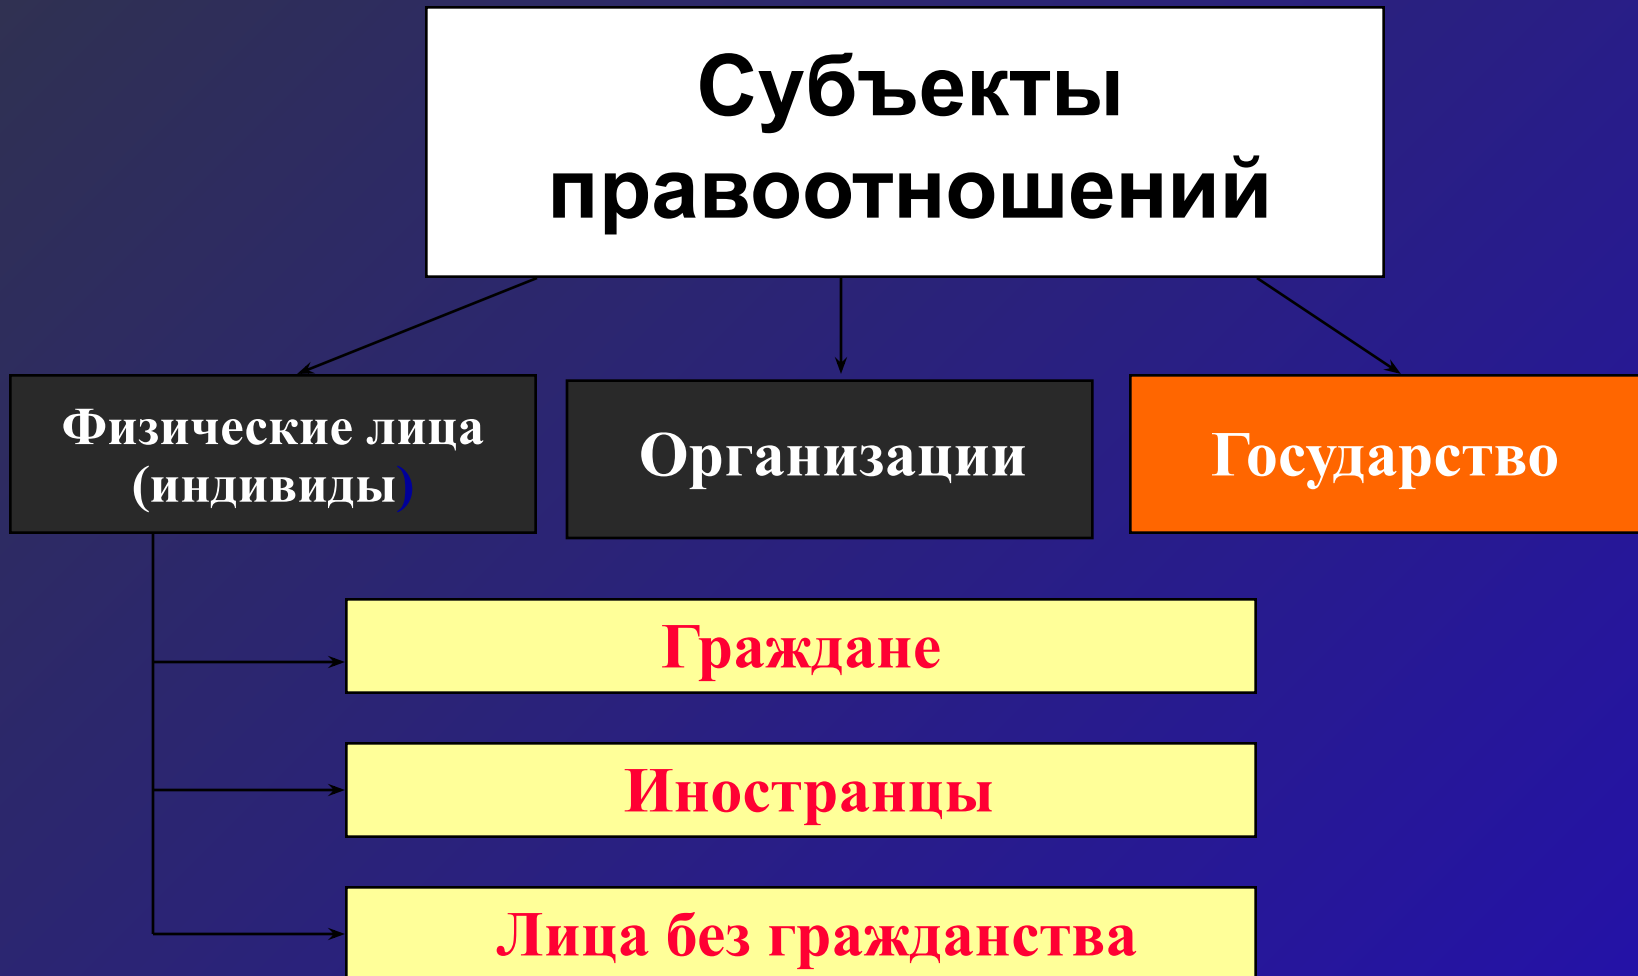 Субъекты
правоотношений
Физические лица
(индивиды)
Организации
Государство
Граждане
Иностранцы
Лица без гражданства